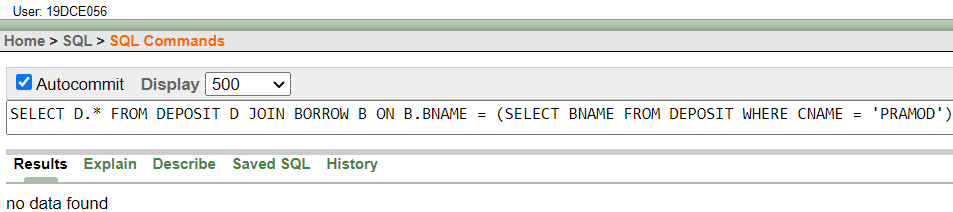 User: 19DCE056
Home > SQL > SQL Commands
Autocommit Display 500
SELECT D.* FROM DEPOSIT D JOIN BORROW B ON B.BNAME = (SELECT BNAME FROM DEPOSIT WHERE CNAME = 'PRAMOD')
Results Explain Describe Saved SQL History
no data found